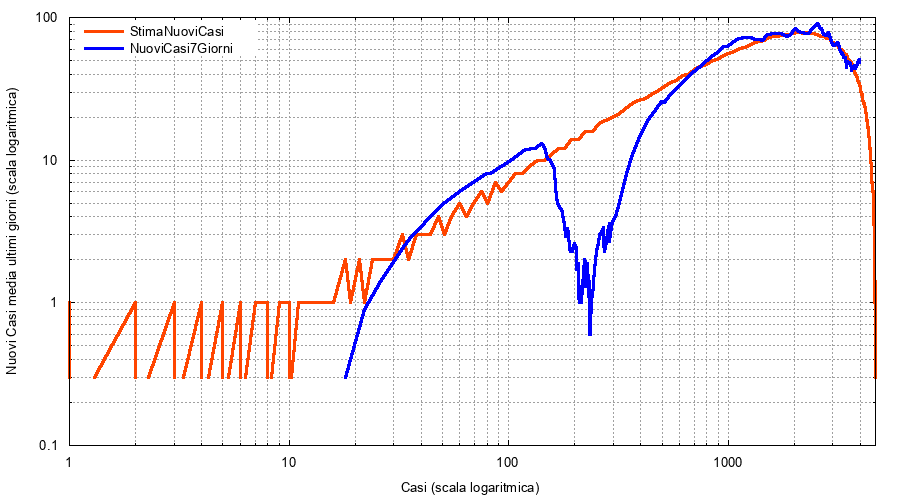 100
10
1
0.1
Nuovi Casi media ultimi giorni (scala logaritmica)
StimaNuoviCasi
NuoviCasi7Giorni
1
10
100
1000
Casi (scala logaritmica)